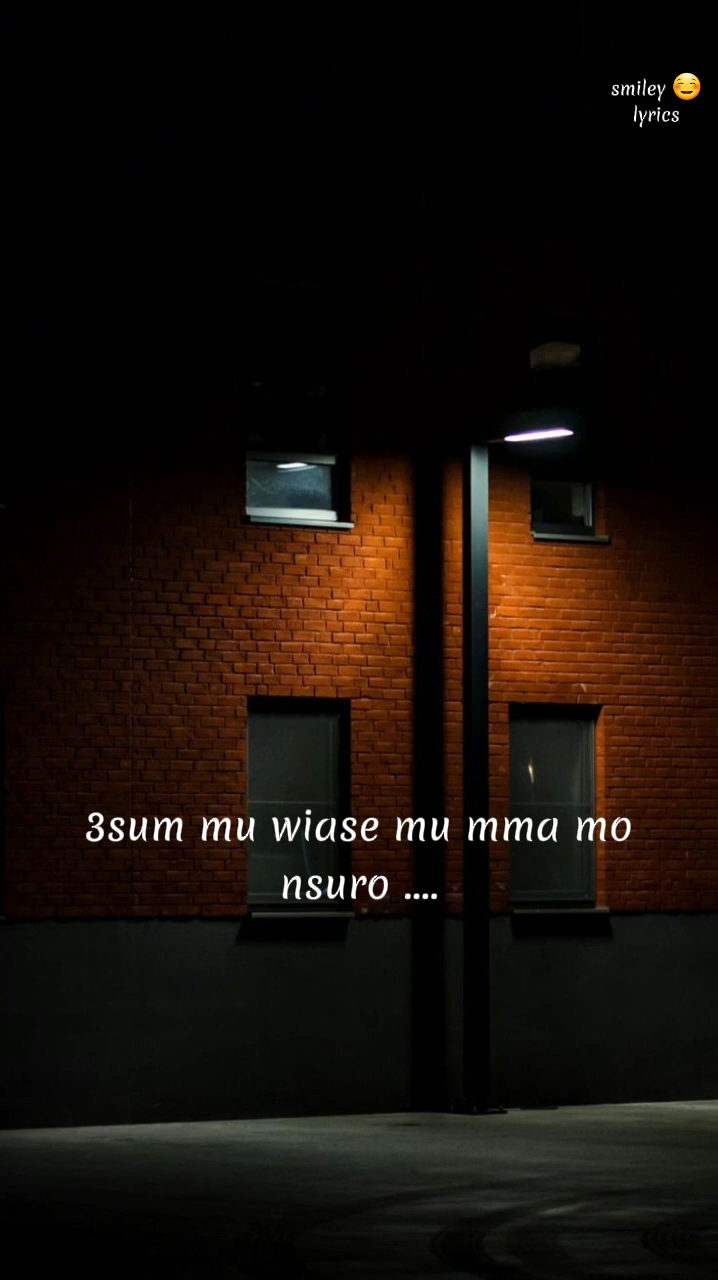 smiley 😊
lyrics
3sum mu wiase mu mma mo
nsuro ....